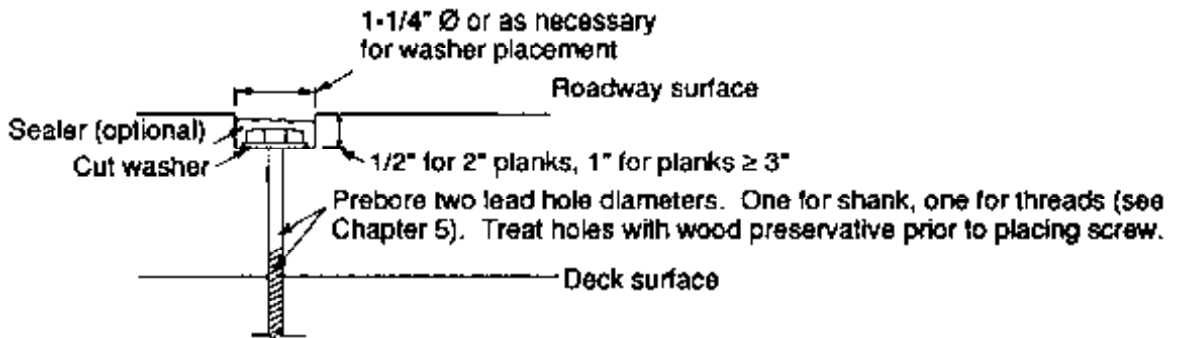 1-1/4" Ø or as necessary
for washer placement
Roadway surface
Sealer (optional)
Cut washer
1/2" for 2" planks, 1" for planks ≥ 3"
Prebore two lead hole diameters. One for shank, one for threads (see
Chapter 5). Treat holes with wood preservative prior to placing screw.
Deck surface